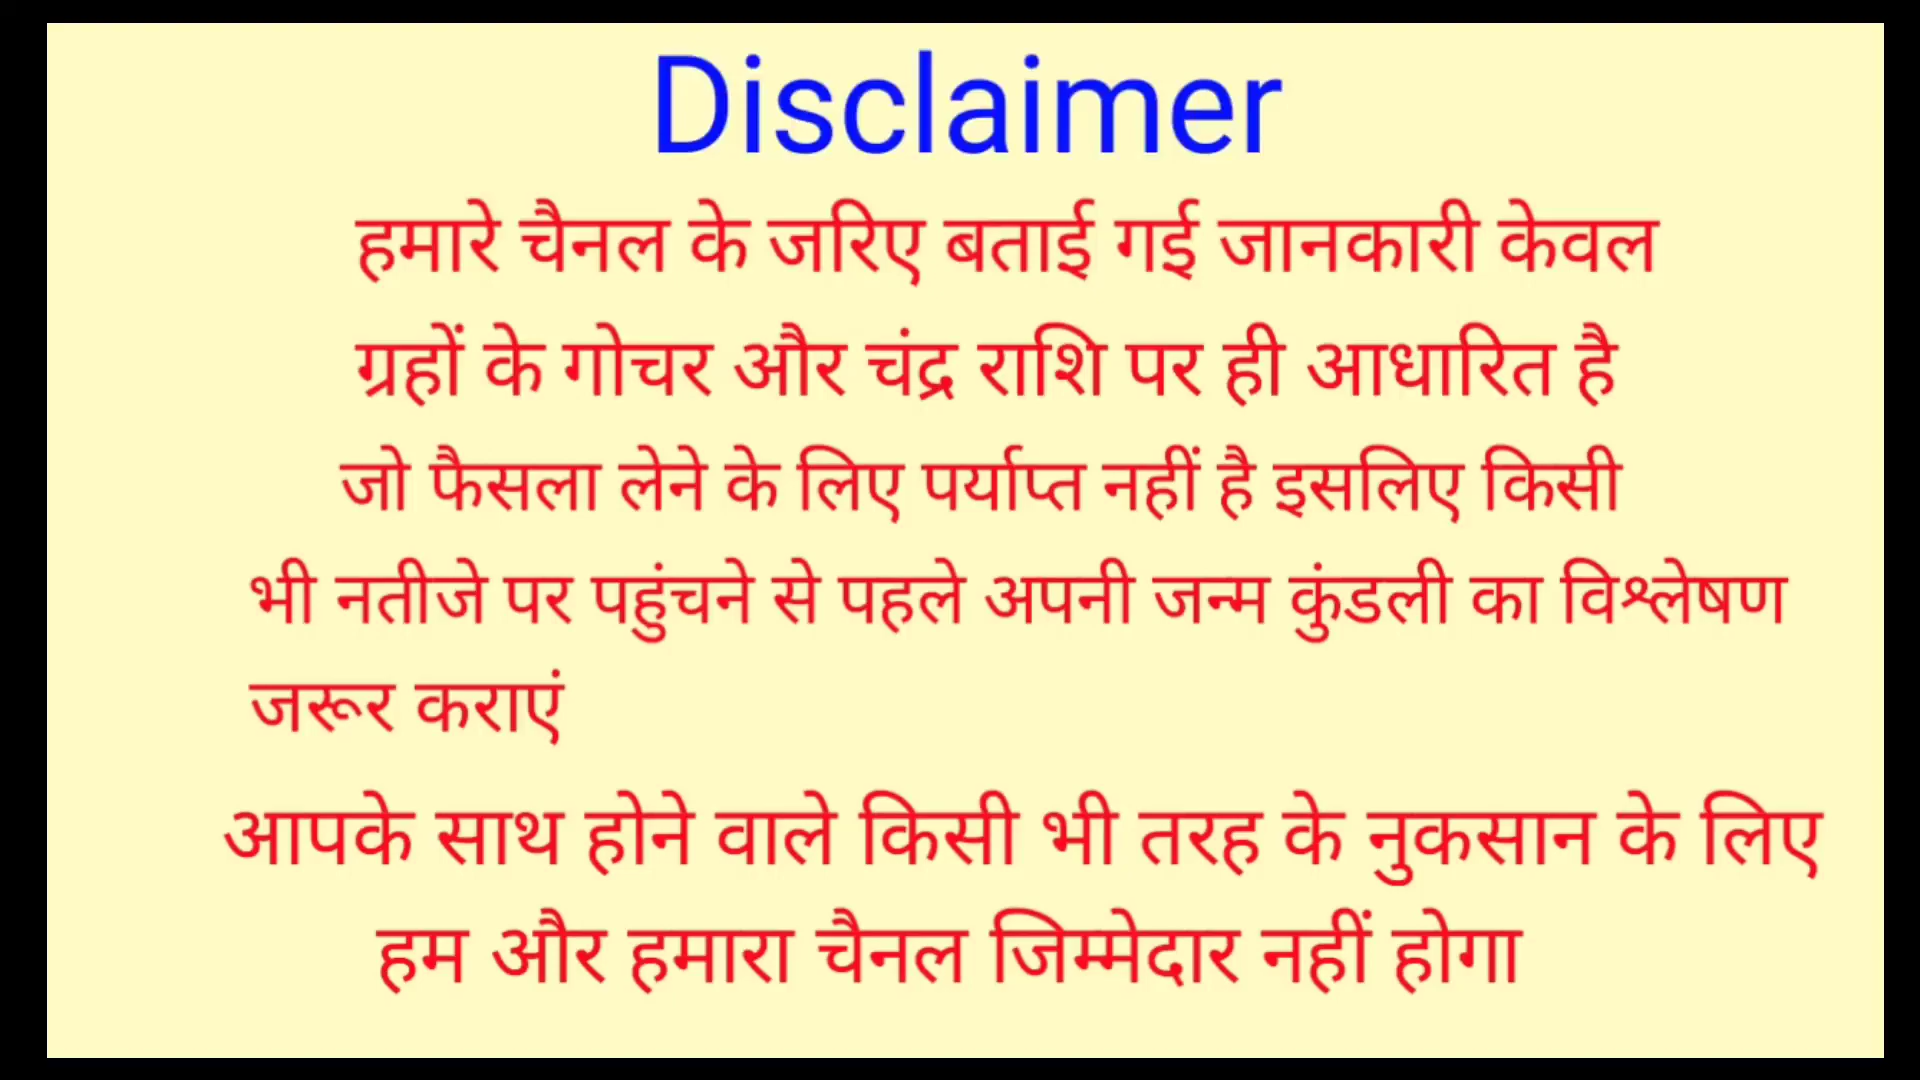 Disclaimer
हमारे चैनल के जरिए बताई गई जानकारी केवल
ग्रहों के गोचर और चंद्र राशि पर ही आधारित है
जो फैसला लेने के लिए पर्याप्त नहीं है इसलिए किसी
भी नतीजे पर पहुंचने से पहले अपनी जन्म कुंडली का विश्लेषण
जरूर कराएं
आपके साथ होने वाले किसी भी तरह के नुकसान के लिए
हम और हमारा चैनल जिम्मेदार नहीं होगा